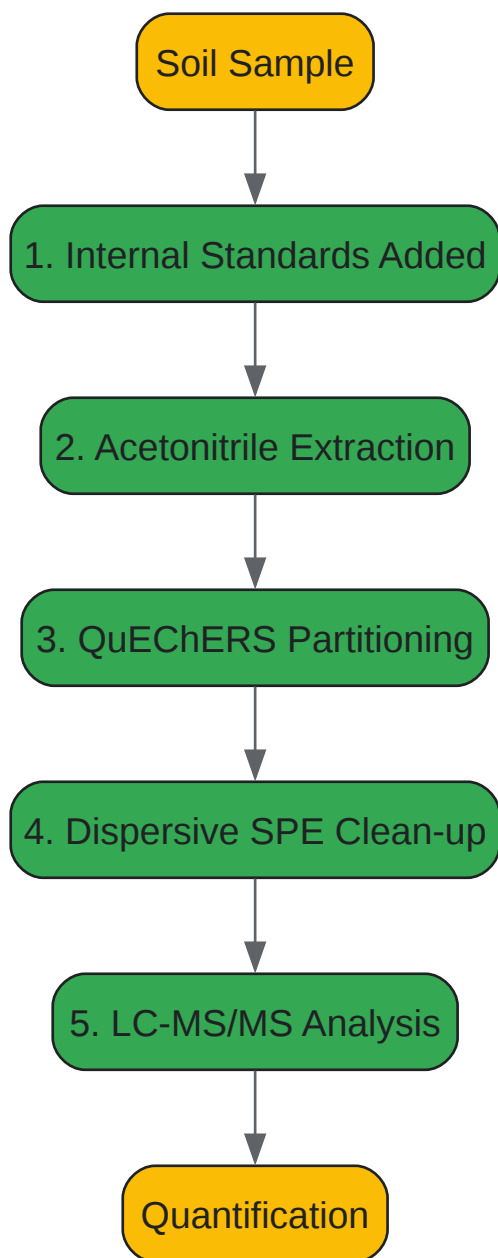 Soil Sample
1. Internal Standards Added
2. Acetonitrile Extraction
3. QuEChERS Partitioning
4. Dispersive SPE Clean-up
5. LC-MS/MS Analysis
Quantification